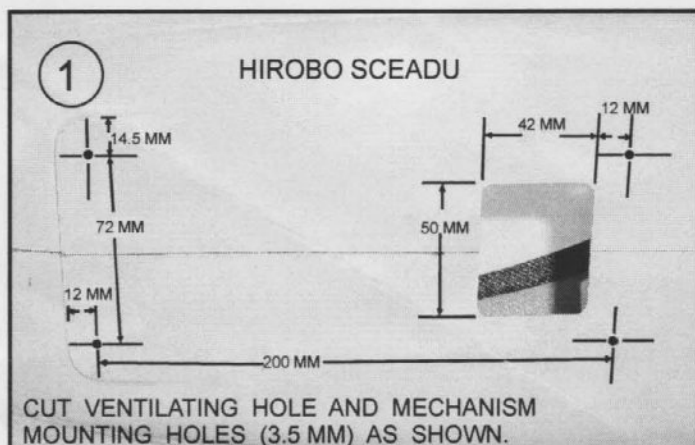 1
HIROBO SCEADU
14.5 MM
42 MM
12 MM
72 MM
50 MM
12 MM
200 MM
CUT VENTILATING HOLE AND MECHANISM
MOUNTING HOLES (3.5 MM) AS SHOWN.